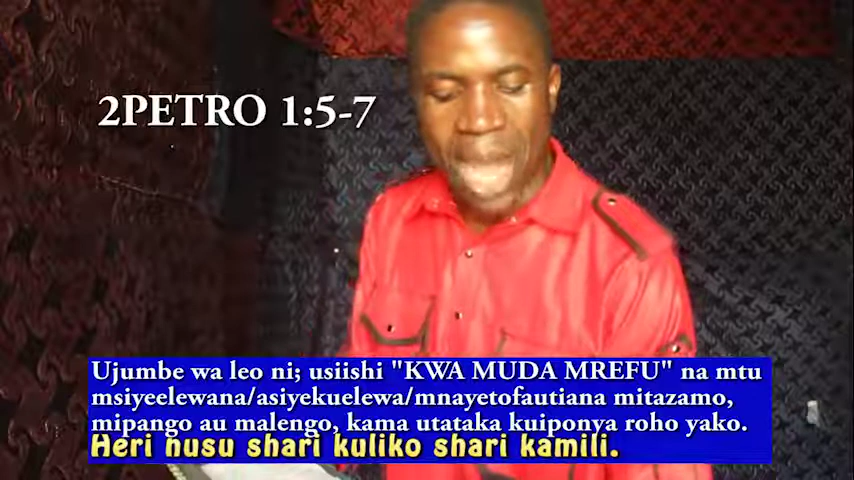 2PETRO 1:5-7
Ujumbe wa leo ni; usiishi "KWA MUDA MREFU" na mtu
msiyeelewana/asiyekuelewa/mnayetofautiana mitazamo,
mipango au malengo, kama utataka kuiponya roho yako.
Heri nusu shari kuliko shari kamili.